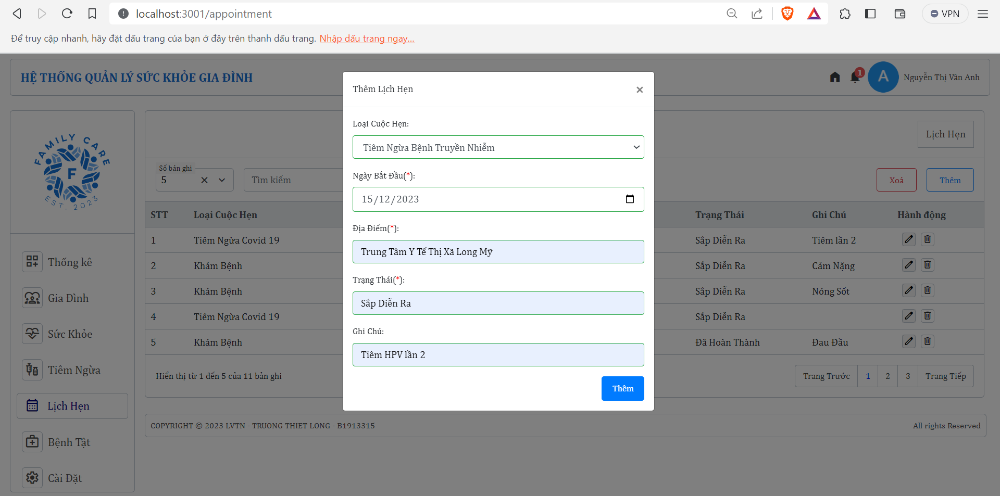 localhost:3001/appointment
VPN
Để truy cập nhanh, hãy đặt dấu trang của bạn ở đây trên thanh dấu trang. Nhập dấu trang ngay...
HỆ THỐNG QUẢN LÝ SỨC KHỎE GIA ĐÌNH
1
A
Nguyễn Thị Vân Anh
FAMILY CARE
F
EST. 2023
Thống kê
Gia Đình
Sức Khỏe
Tiêm Ngừa
Lịch Hẹn
Bệnh Tật
Cài Đặt
Lịch Hẹn
Số bản ghi
5
Tìm kiếm
Xoá
Thêm
STT Loại Cuộc Hẹn Trạng Thái Ghi Chú Hành động
1 Tiêm Ngừa Covid 19 Sắp Diễn Ra Tiêm lần 2
2 Khám Bệnh Sắp Diễn Ra Cảm Nặng
3 Khám Bệnh Sắp Diễn Ra Nóng Sốt
4 Tiêm Ngừa Covid 19 Sắp Diễn Ra
5 Khám Bệnh Đã Hoàn Thành Đau Đầu
Hiển thị từ 1 đến 5 của 11 bản ghi
Trang Trước 1 2 3 Trang Tiếp
Thêm Lịch Hẹn
×
Loại Cuộc Hẹn:
Tiêm Ngừa Bệnh Truyền Nhiễm
Ngày Bắt Đầu(*):
15/12/2023
Địa Điểm(*):
Trung Tâm Y Tế Thị Xã Long Mỹ
Trạng Thái(*):
Sắp Diễn Ra
Ghi Chú:
Tiêm HPV lần 2
Thêm
COPYRIGHT © 2023 LVTN - TRUONG THIET LONG - B1913315
All rights Reserved